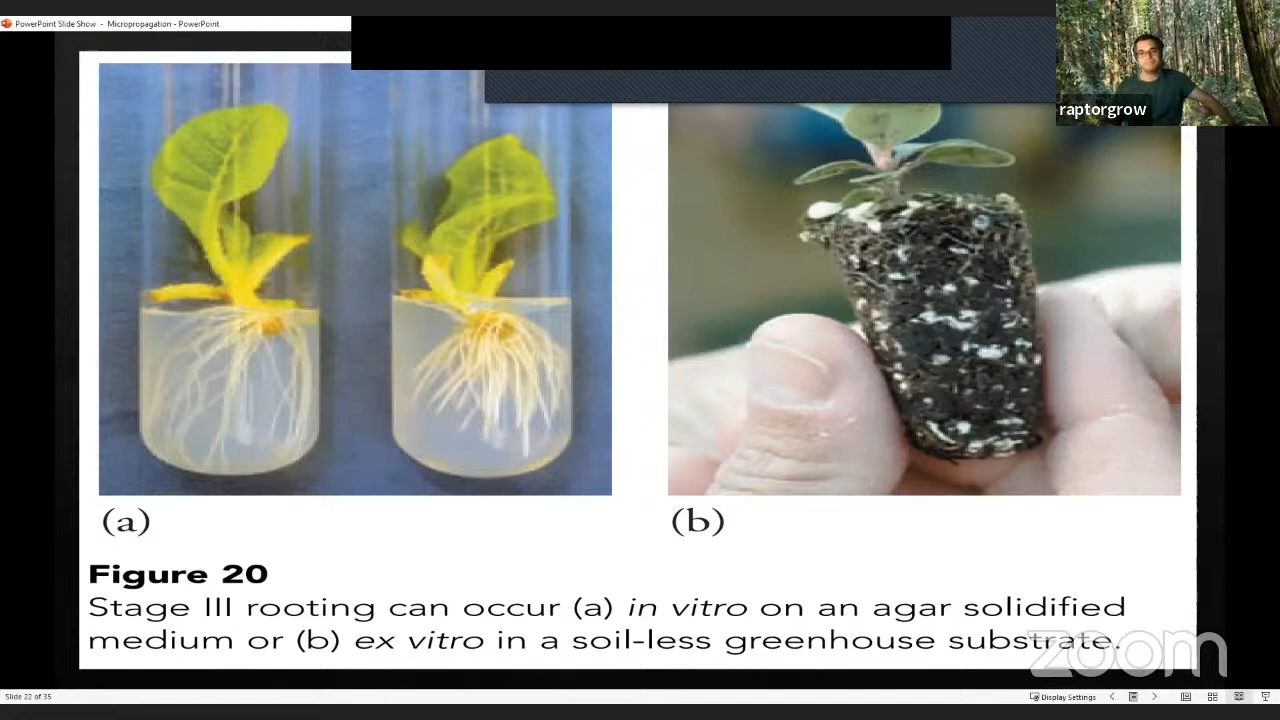 PowerPoint Slide Show - Micropropagation - PowerPoint
raptorgrow
(a)
(b)
Figure 20
Stage III rooting can occur (a) in vitro on an agar solidified
medium or (b) ex vitro in a soil-less greenhouse substrate.
zoom
Slide 22 of 35
Display Settings